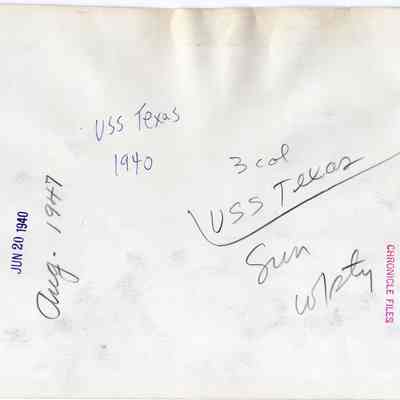 USS Texas
1940
3 col
USS Texas
Sun
JUN 20 1940
Aug. 1947
CHRONICLE FILES